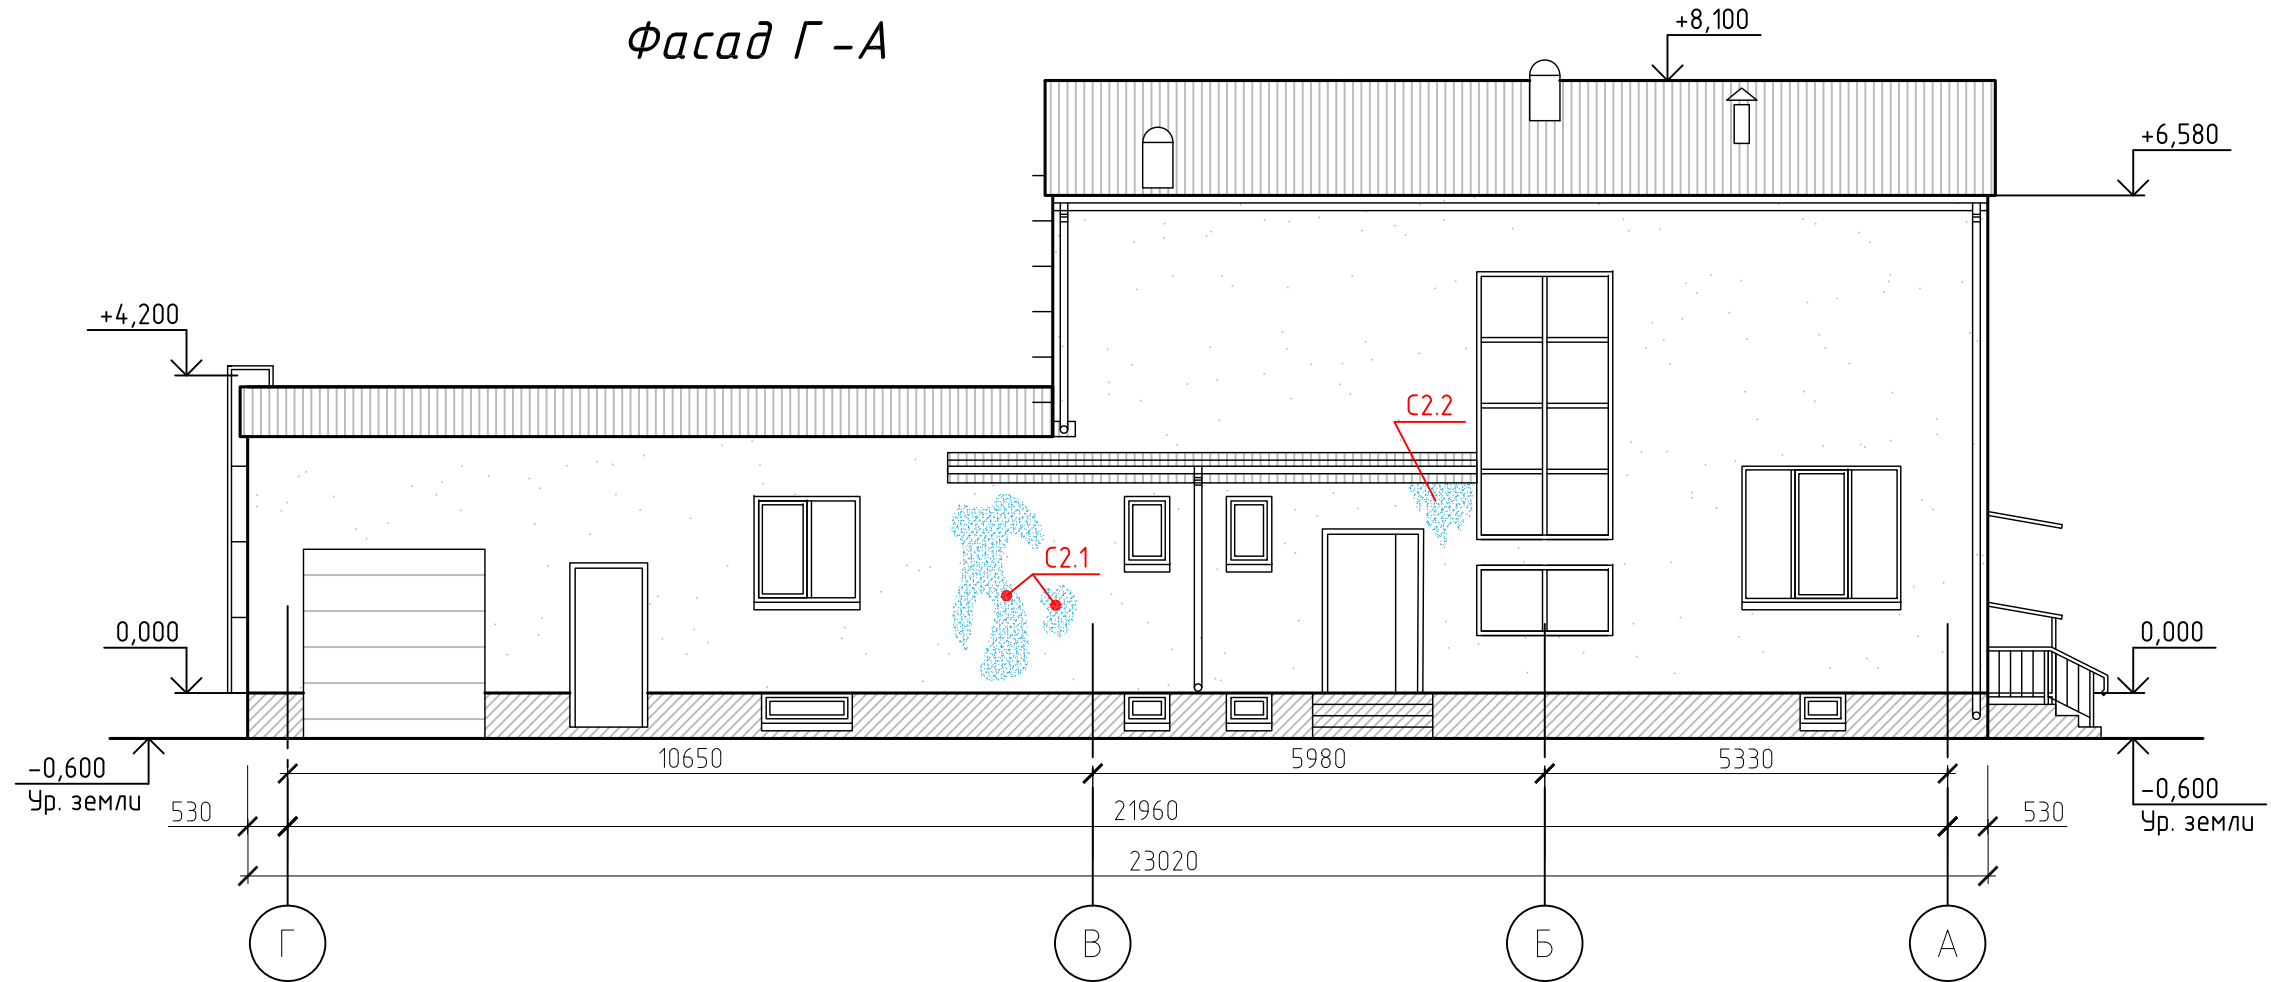 Фасад Г-А
+8,100
+6,580
+4,200
С2.2
С2.1
0,000
0,000
-0,600
Ур. земли
-0,600
Ур. земли
10650
5980
5330
530
21960
530
23020
Г
В
Б
А